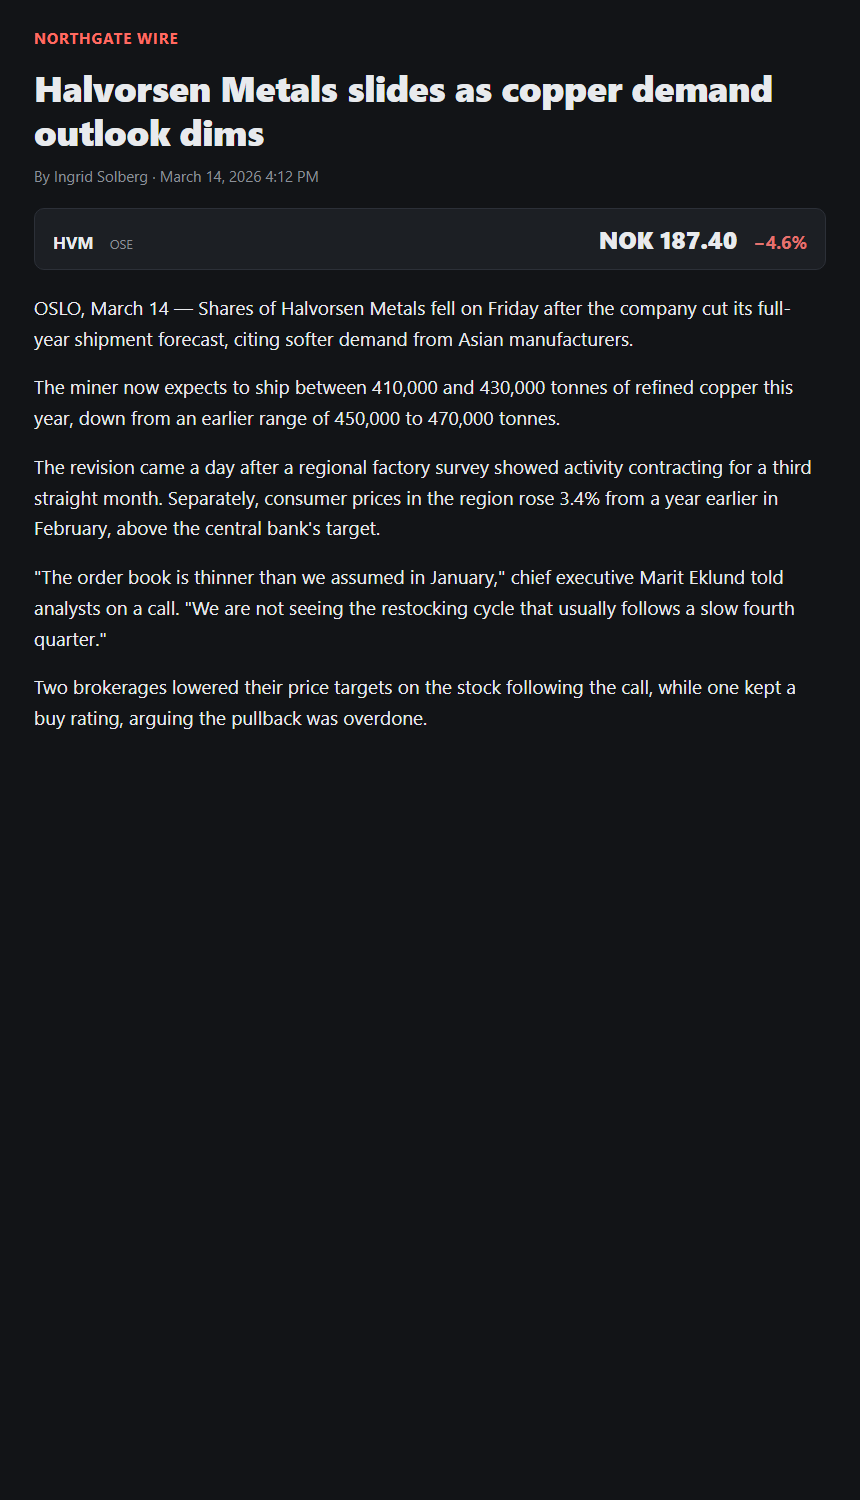 NORTHGATE WIRE
Halvorsen Metals slides as copper demand
outlook dims
By Ingrid Solberg · March 14, 2026 4:12 PM
HVM OSE NOK 187.40 −4.6%
OSLO, March 14 — Shares of Halvorsen Metals fell on Friday after the company cut its full-
year shipment forecast, citing softer demand from Asian manufacturers.
The miner now expects to ship between 410,000 and 430,000 tonnes of refined copper this
year, down from an earlier range of 450,000 to 470,000 tonnes.
The revision came a day after a regional factory survey showed activity contracting for a third
straight month. Separately, consumer prices in the region rose 3.4% from a year earlier in
February, above the central bank's target.
"The order book is thinner than we assumed in January," chief executive Marit Eklund told
analysts on a call. "We are not seeing the restocking cycle that usually follows a slow fourth
quarter."
Two brokerages lowered their price targets on the stock following the call, while one kept a
buy rating, arguing the pullback was overdone.